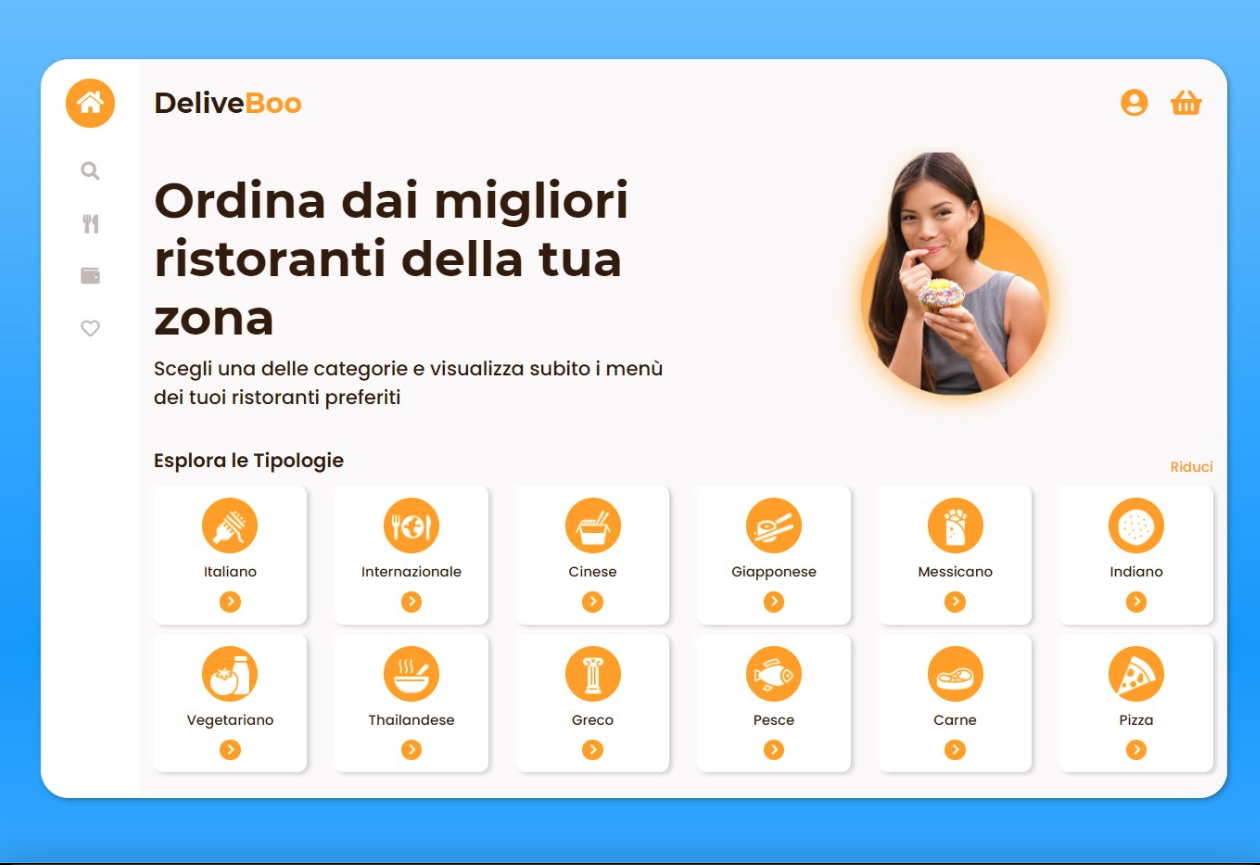 DeliveBoo
Ordina dai migliori
ristoranti della tua
zona
Scegli una delle categorie e visualizza subito i menù
dei tuoi ristoranti preferiti
Esplora le Tipologie
Riduci
Italiano
Internazionale
Cinese
Giapponese
Messicano
Indiano
Vegetariano
Thailandese
Greco
Pesce
Carne
Pizza